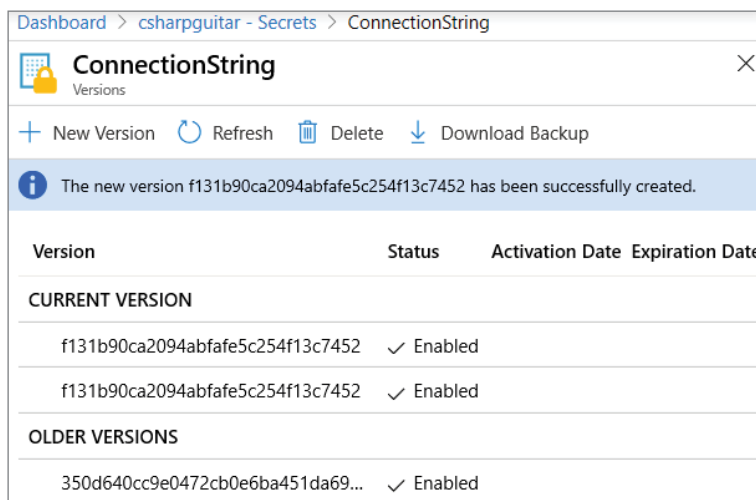 Dashboard > csharpguitar - Secrets > ConnectionString
ConnectionString
Versions
New Version Refresh Delete Download Backup
The new version f131b90ca2094abfafe5c254f13c7452 has been successfully created.
Version Status Activation Date Expiration Date
CURRENT VERSION
f131b90ca2094abfafe5c254f13c7452 Enabled
f131b90ca2094abfafe5c254f13c7452 Enabled
OLDER VERSIONS
350d640cc9e0472cb0e6ba451da69... Enabled